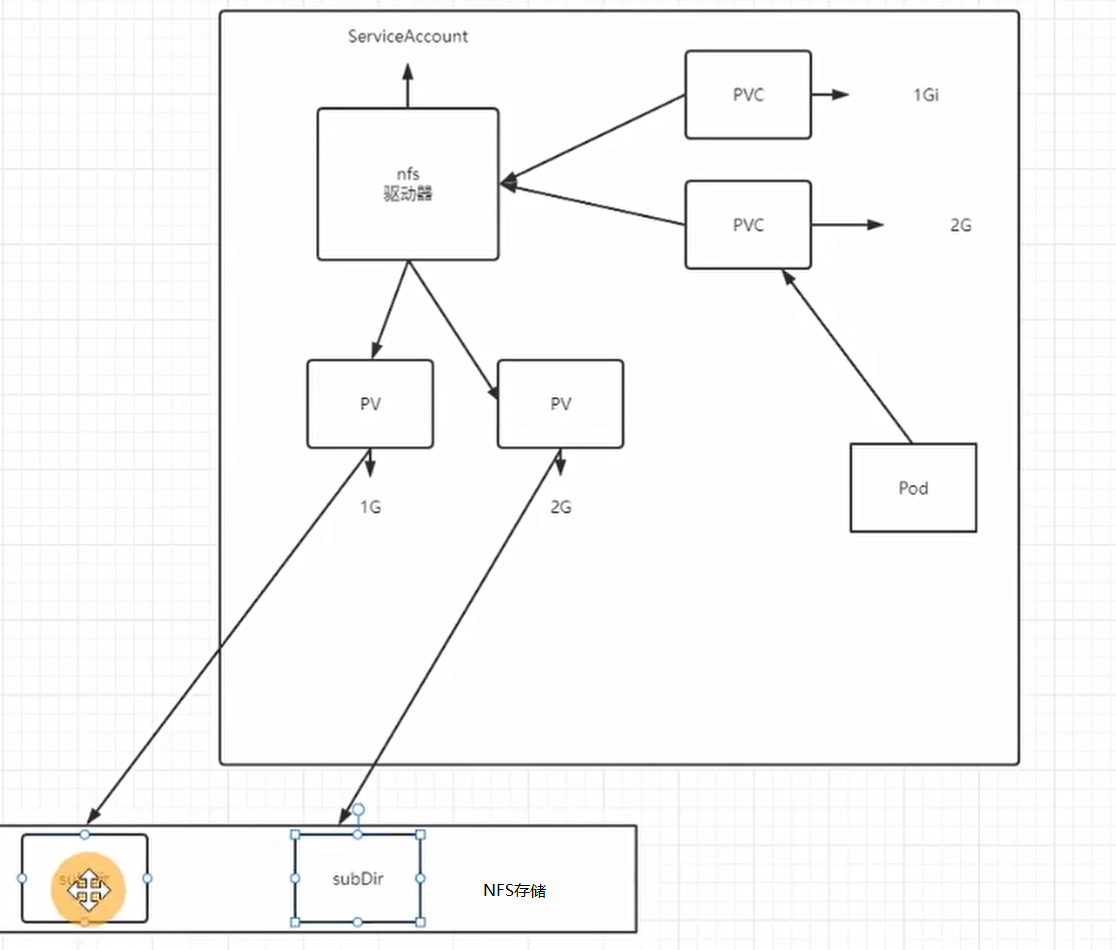 ServiceAccount
PVC
1Gi
nfs
驱动器
PVC
2G
PV
PV
Pod
1G
2G
subDir
NFS存储